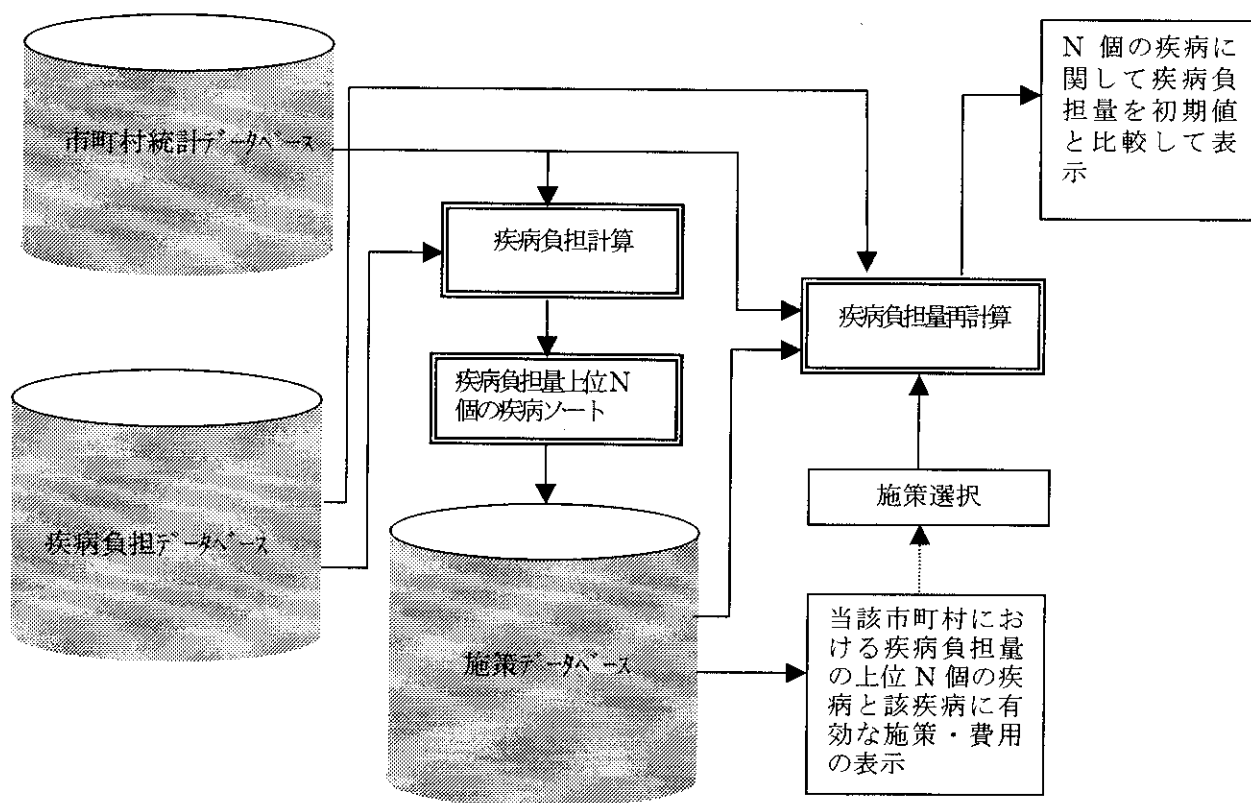 市町村統計データベース
N 個の疾病に
関して疾病負
担量を初期値
と比較して表
示
疾病負担計算
疾病負担量再計算
疾病負担量上位N
個の疾病ソート
疾病負担データベース
施策選択
施策データベース
当該市町村にお
ける疾病負担量
の上位 N 個の疾
病と該疾病に有
効な施策・費用
の表示